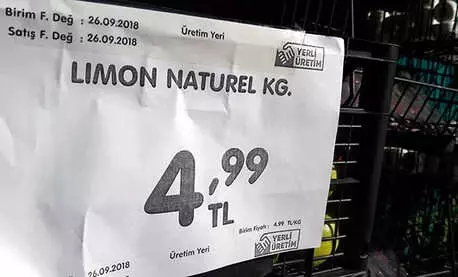 Birim F. Değ : 26.09.2018
Satış F. Değ : 26.09.2018
Üretim Yeri
YERLİ
ÜRETİM
LIMON NATUREL KG.
4,99
TL
Birim Fiyatı : 4.99 TL/KG
YERLİ
ÜRETİM
Üretim Yeri
26.09.2018